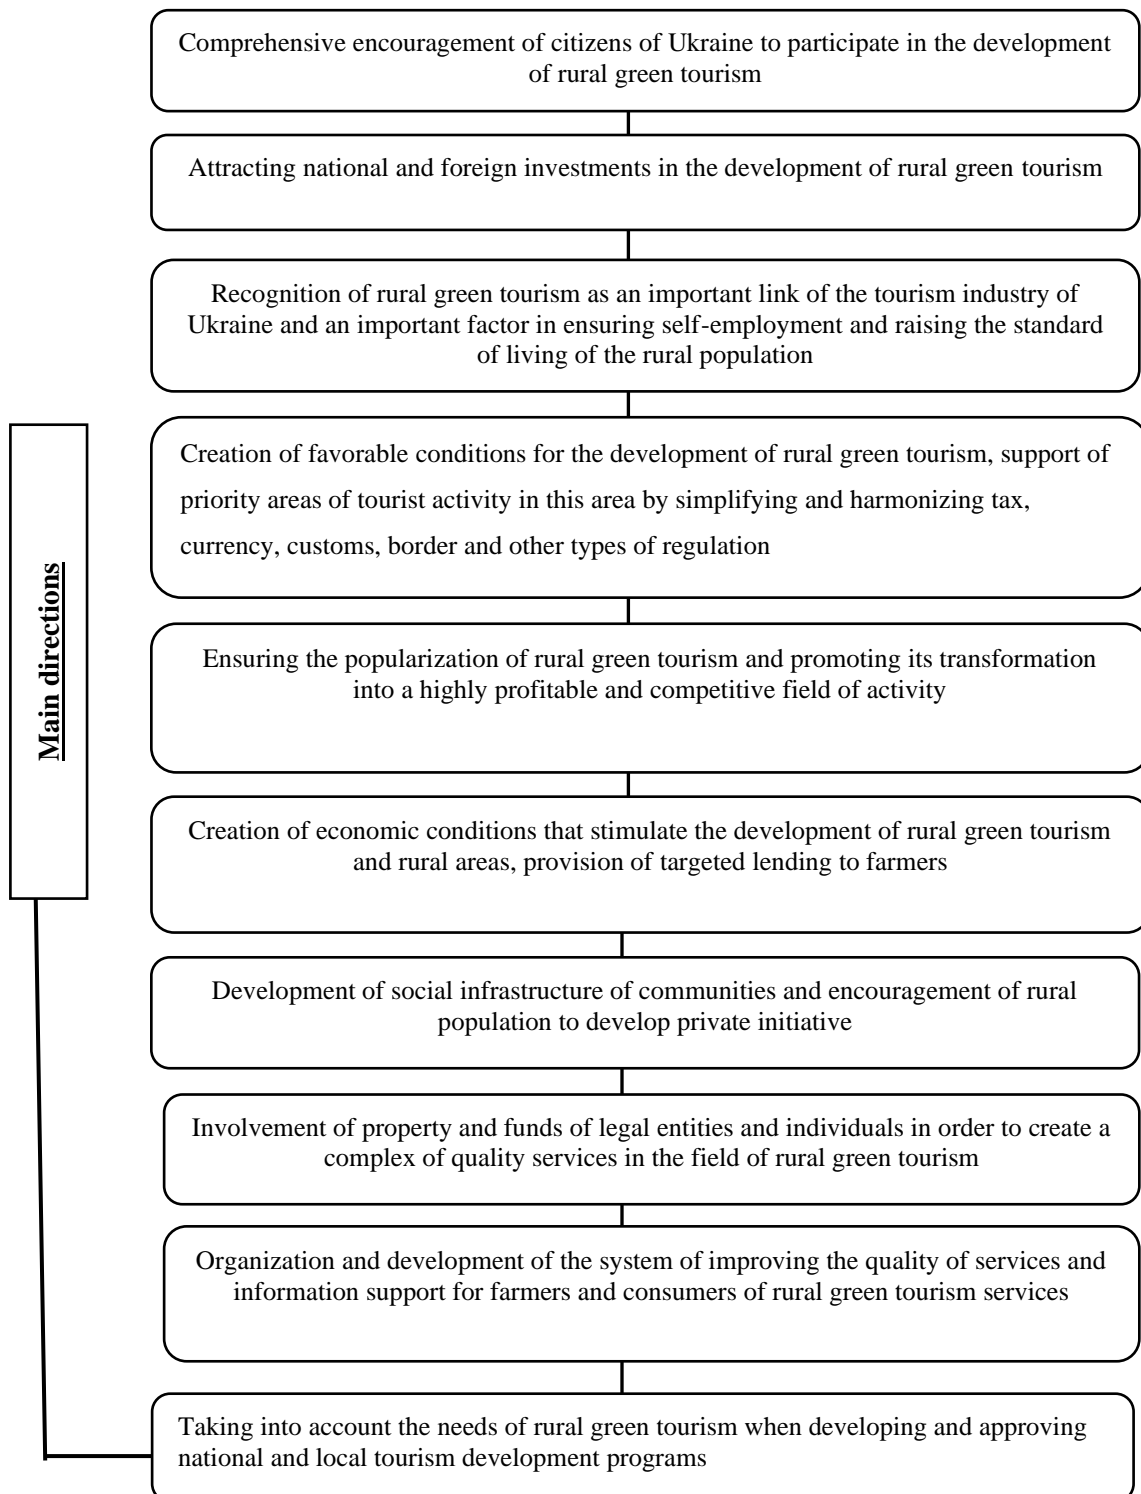 Comprehensive encouragement of citizens of Ukraine to participate in the development
of rural green tourism
Attracting national and foreign investments in the development of rural green tourism
Recognition of rural green tourism as an important link of the tourism industry of
Ukraine and an important factor in ensuring self-employment and raising the standard
of living of the rural population
Creation of favorable conditions for the development of rural green tourism, support of
priority areas of tourist activity in this area by simplifying and harmonizing tax,
currency, customs, border and other types of regulation
Main directions
Ensuring the popularization of rural green tourism and promoting its transformation
into a highly profitable and competitive field of activity
Creation of economic conditions that stimulate the development of rural green tourism
and rural areas, provision of targeted lending to farmers
Development of social infrastructure of communities and encouragement of rural
population to develop private initiative
Involvement of property and funds of legal entities and individuals in order to create a
complex of quality services in the field of rural green tourism
Organization and development of the system of improving the quality of services and
information support for farmers and consumers of rural green tourism services
Taking into account the needs of rural green tourism when developing and approving
national and local tourism development programs